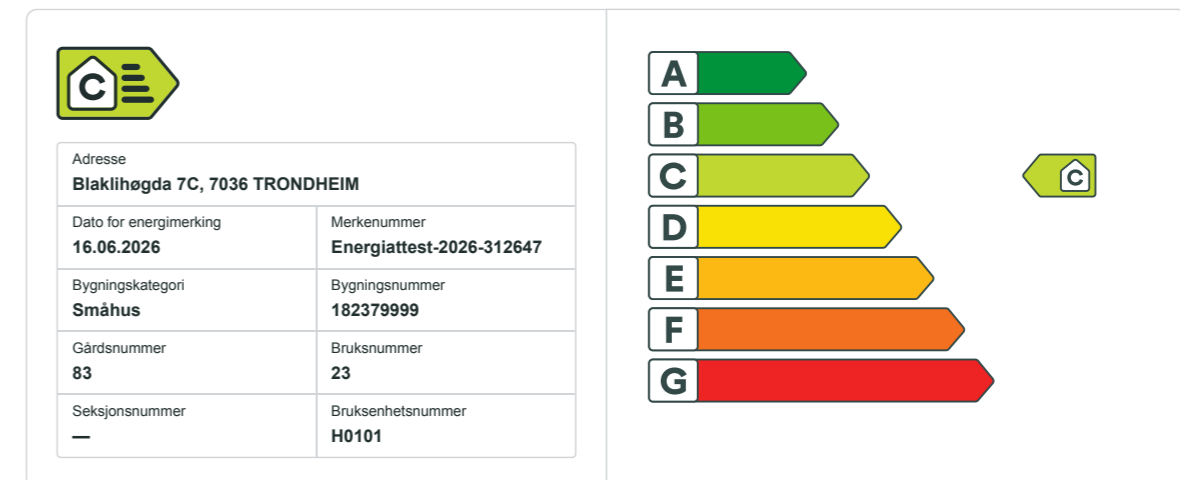 C
Adresse
Blaklihøgda 7C, 7036 TRONDHEIM
Dato for energimerking
16.06.2026
Merkenummer
Energiattest-2026-312647
Bygningskategori
Småhus
Bygningsnummer
182379999
Gårdsnummer
83
Bruksnummer
23
Seksjonsnummer
—
Bruksenhetsnummer
H0101
A
B
C
C
D
E
F
G